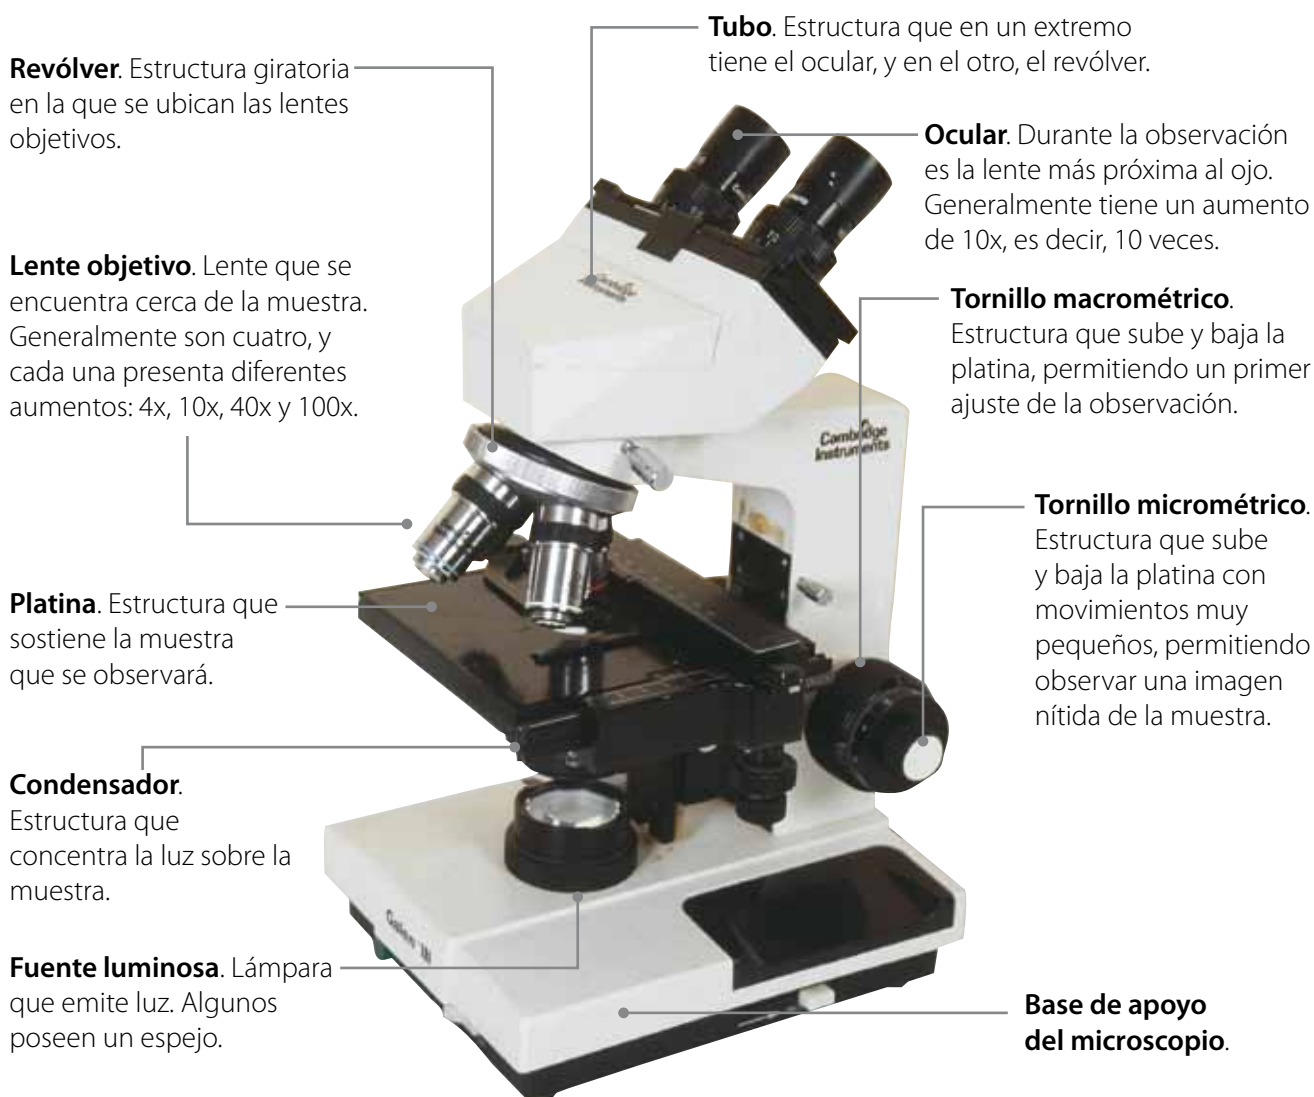 Tubo. Estructura que en un extremo
tiene el ocular, y en el otro, el revólver.
Revólver. Estructura giratoria
en la que se ubican las lentes
objetivos.
Ocular. Durante la observación
es la lente más próxima al ojo.
Generalmente tiene un aumento
de 10x, es decir, 10 veces.
Lente objetivo. Lente que se
encuentra cerca de la muestra.
Generalmente son cuatro, y
cada una presenta diferentes
aumentos: 4x, 10x, 40x y 100x.
Cambridge
Instruments
Tornillo macrométrico.
Estructura que sube y baja la
platina, permitiendo un primer
ajuste de la observación.
Cambridge
Instruments
Tornillo micrométrico.
Estructura que sube
y baja la platina con
movimientos muy
pequeños, permitiendo
observar una imagen
nítida de la muestra.
Platina. Estructura que
sostiene la muestra
que se observará.
Condensador.
Estructura que
concentra la luz sobre la
muestra.
Galen III
Fuente luminosa. Lámpara
que emite luz. Algunos
poseen un espejo.
Base de apoyo
del microscopio.